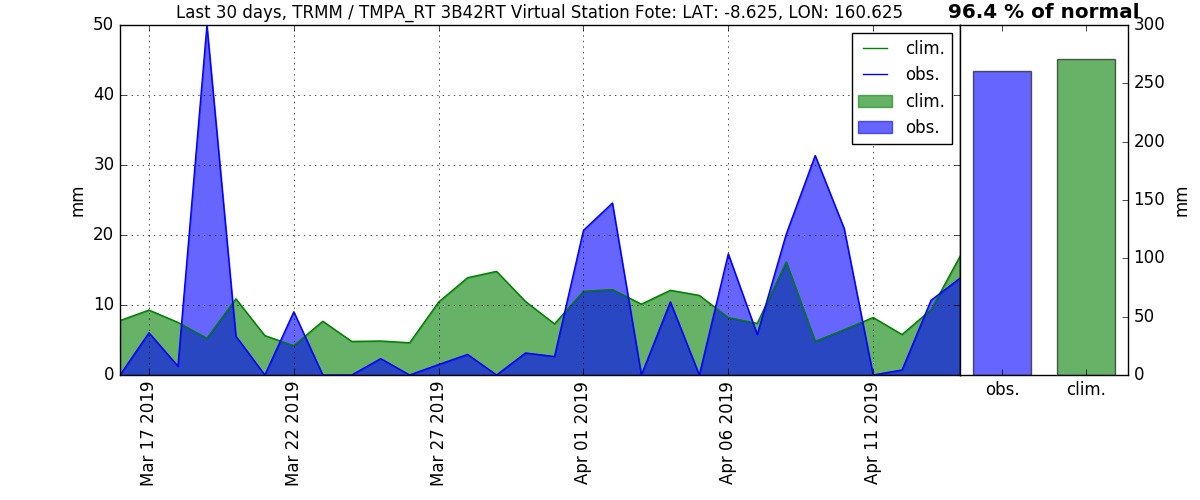 Last 30 days, TRMM / TMPA_RT 3B42RT Virtual Station Fote: LAT: -8.625, LON: 160.625
96.4 % of normal
50
40
30
20
10
0
mm
clim.
obs.
clim.
obs.
300
250
200
150
100
50
0
mm
Mar 17 2019
Mar 22 2019
Mar 27 2019
Apr 01 2019
Apr 06 2019
Apr 11 2019
obs.
clim.